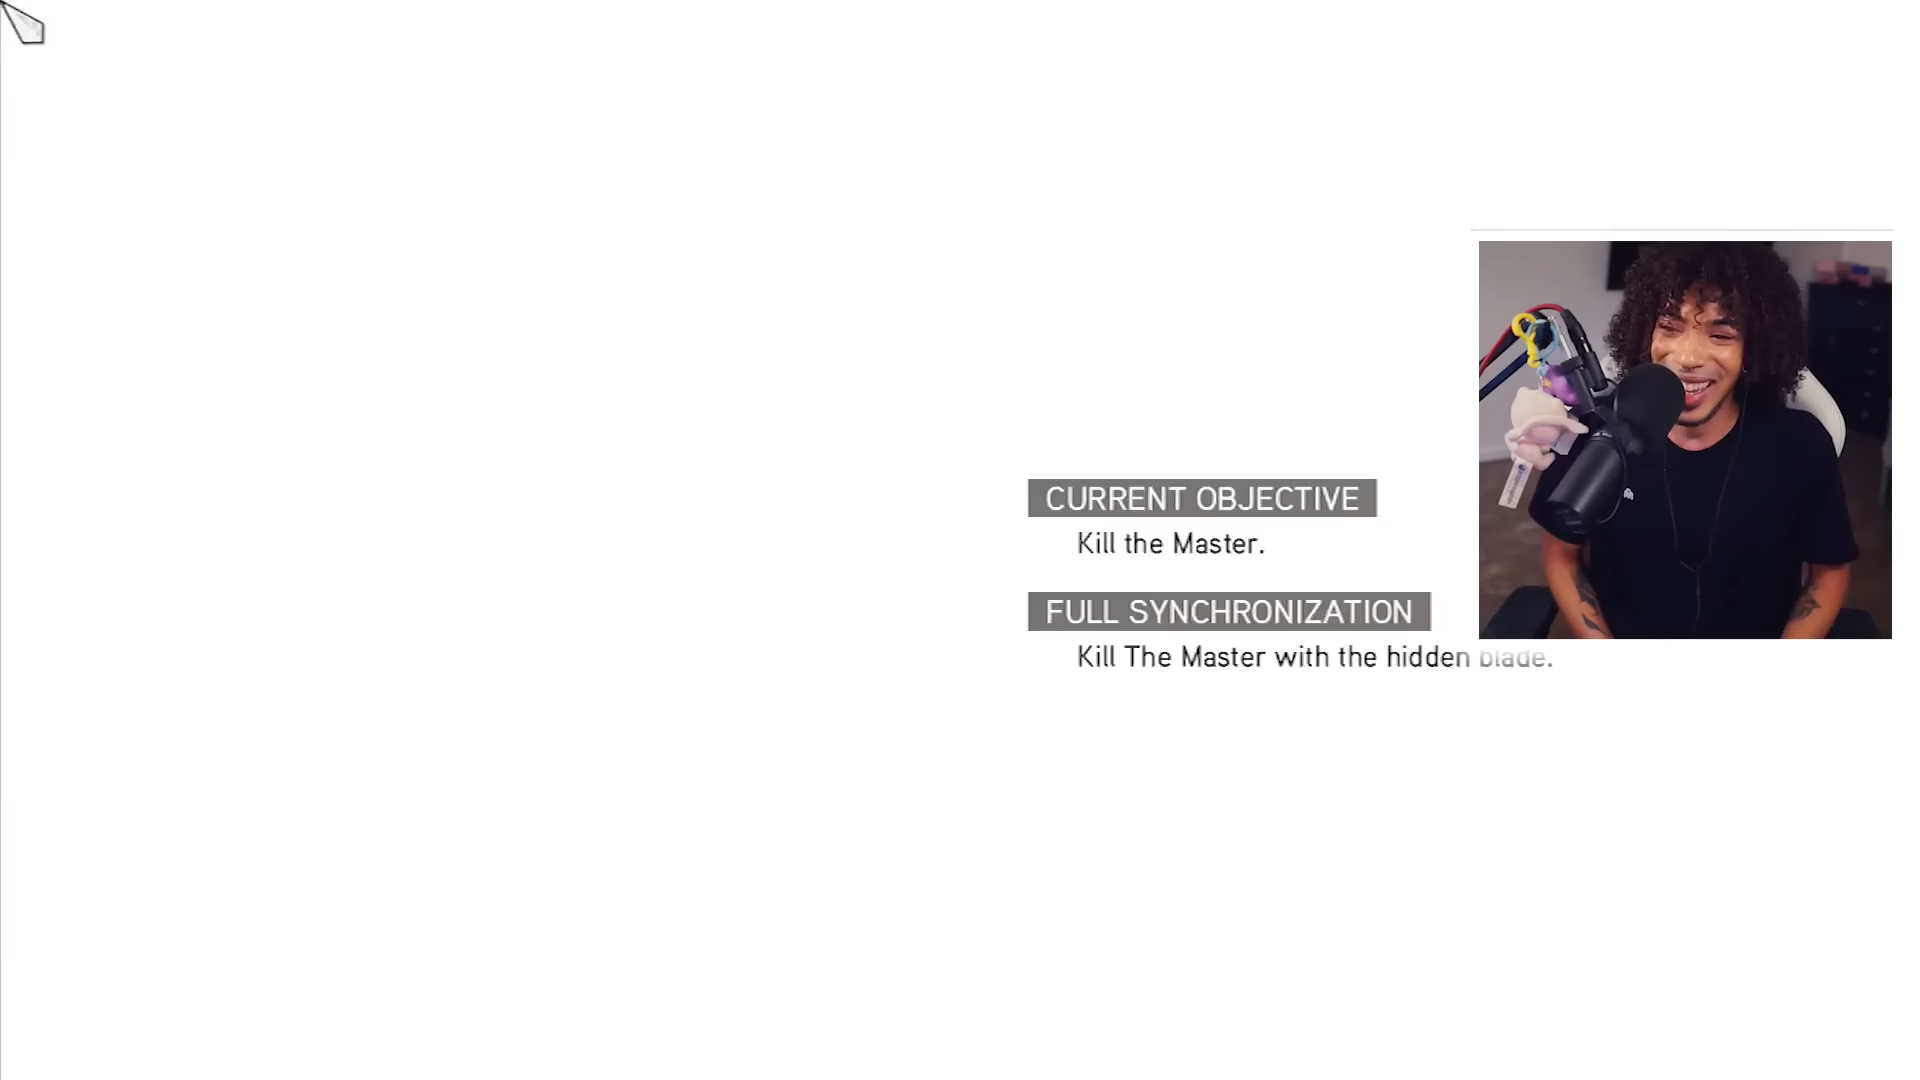 CURRENT OBJECTIVE
Kill the Master.
FULL SYNCHRONIZATION
Kill The Master with the hidden blade.